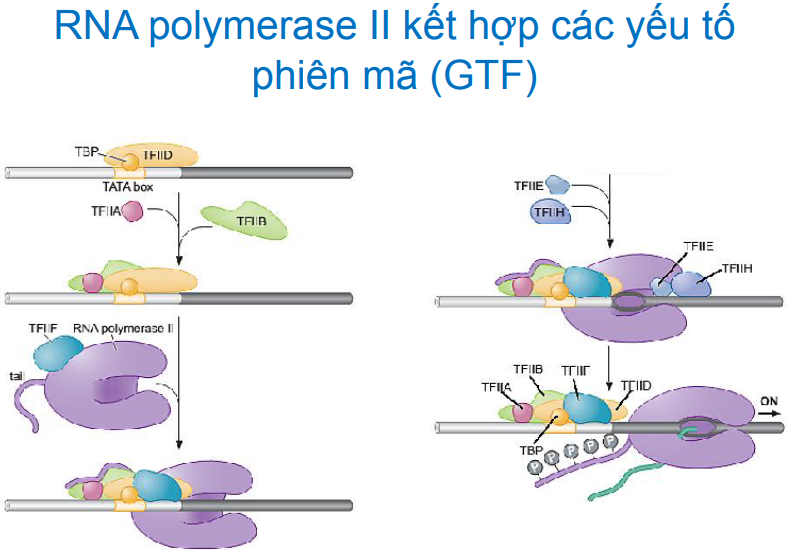 RNA polymerase II kết hợp các yếu tố
phiên mã (GTF)
TBP
TFIID
TATA box
TFIIA
TFIIB
TFIIF
RNA polymerase II
tail
TFIIE
TFIIH
TFIIE
TFIIH
TFIIB
TFIIF
TFIIA
TFIID
ON
TBP
P
P
P
P
P